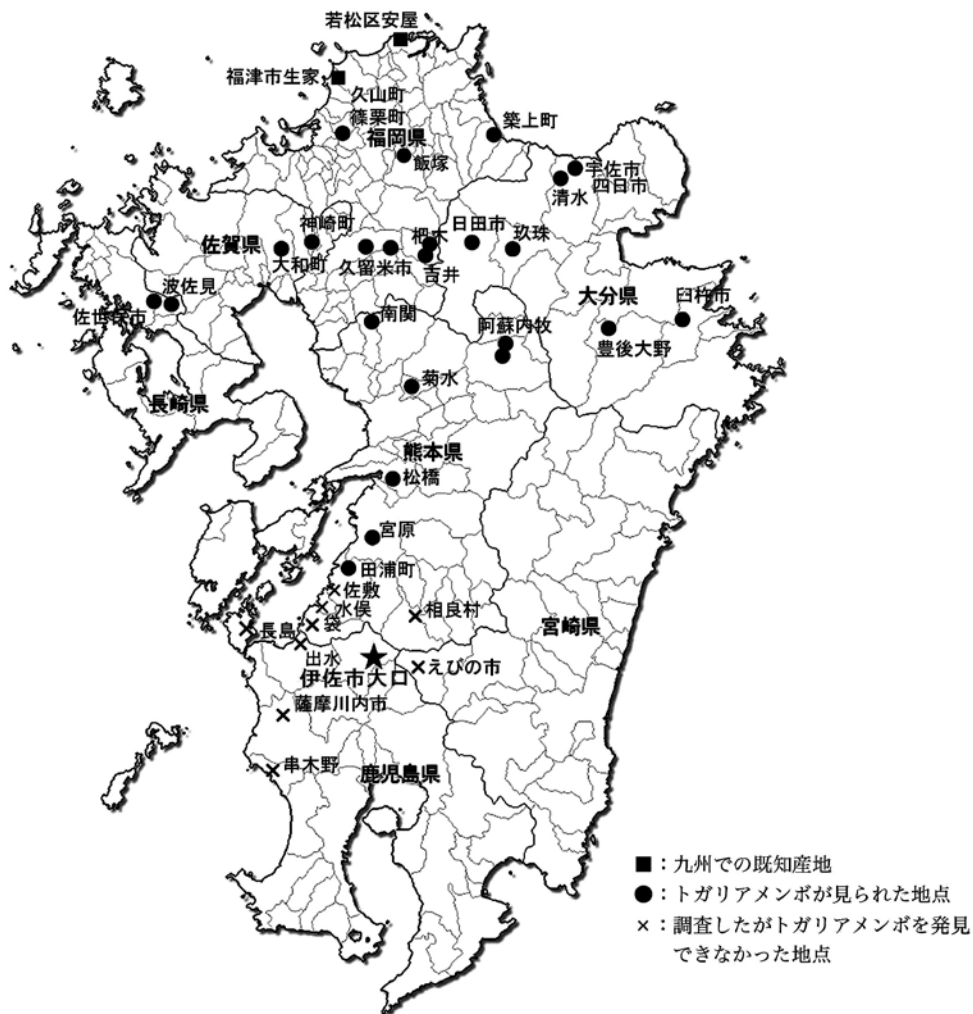 若松区安屋
福津市生家
久山町
篠栗町
福岡県
築上町
飯塚
宇佐市
四日市
清水
神崎町
佐賀県
大和町
久留米市
杷木
吉井
日田市
玖珠
波佐見
佐世保市
南関
阿蘇内牧
大分県
臼杵市
豊後大野
菊水
長崎県
熊本県
松橋
宮原
田浦町
佐敷
水俣
袋
相良村
宮崎県
長島
出水
伊佐市大口
えびの市
薩摩川内市
串木野
鹿児島県
■：九州での既知産地
●：トガリアメンボが見られた地点
×：調査したがトガリアメンボを発見
できなかった地点